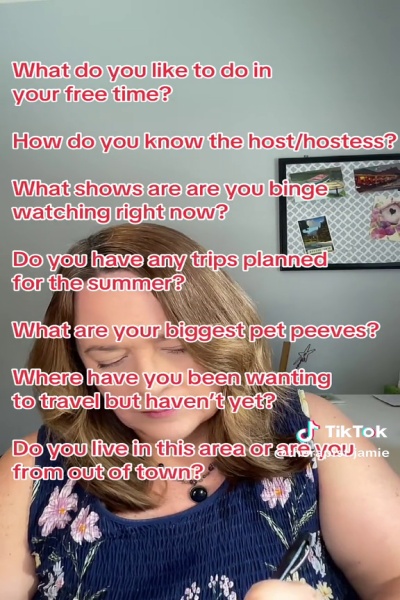 What do you like to do in
your free time?
How do you know the host/hostess?
What shows are are you binge
watching right now?
Do you have any trips planned
for the summer?
What are your biggest pet peeves?
Where have you been wanting
to travel but haven't yet?
Do you live in this area or are you
from out of town?
TikTok
jamie